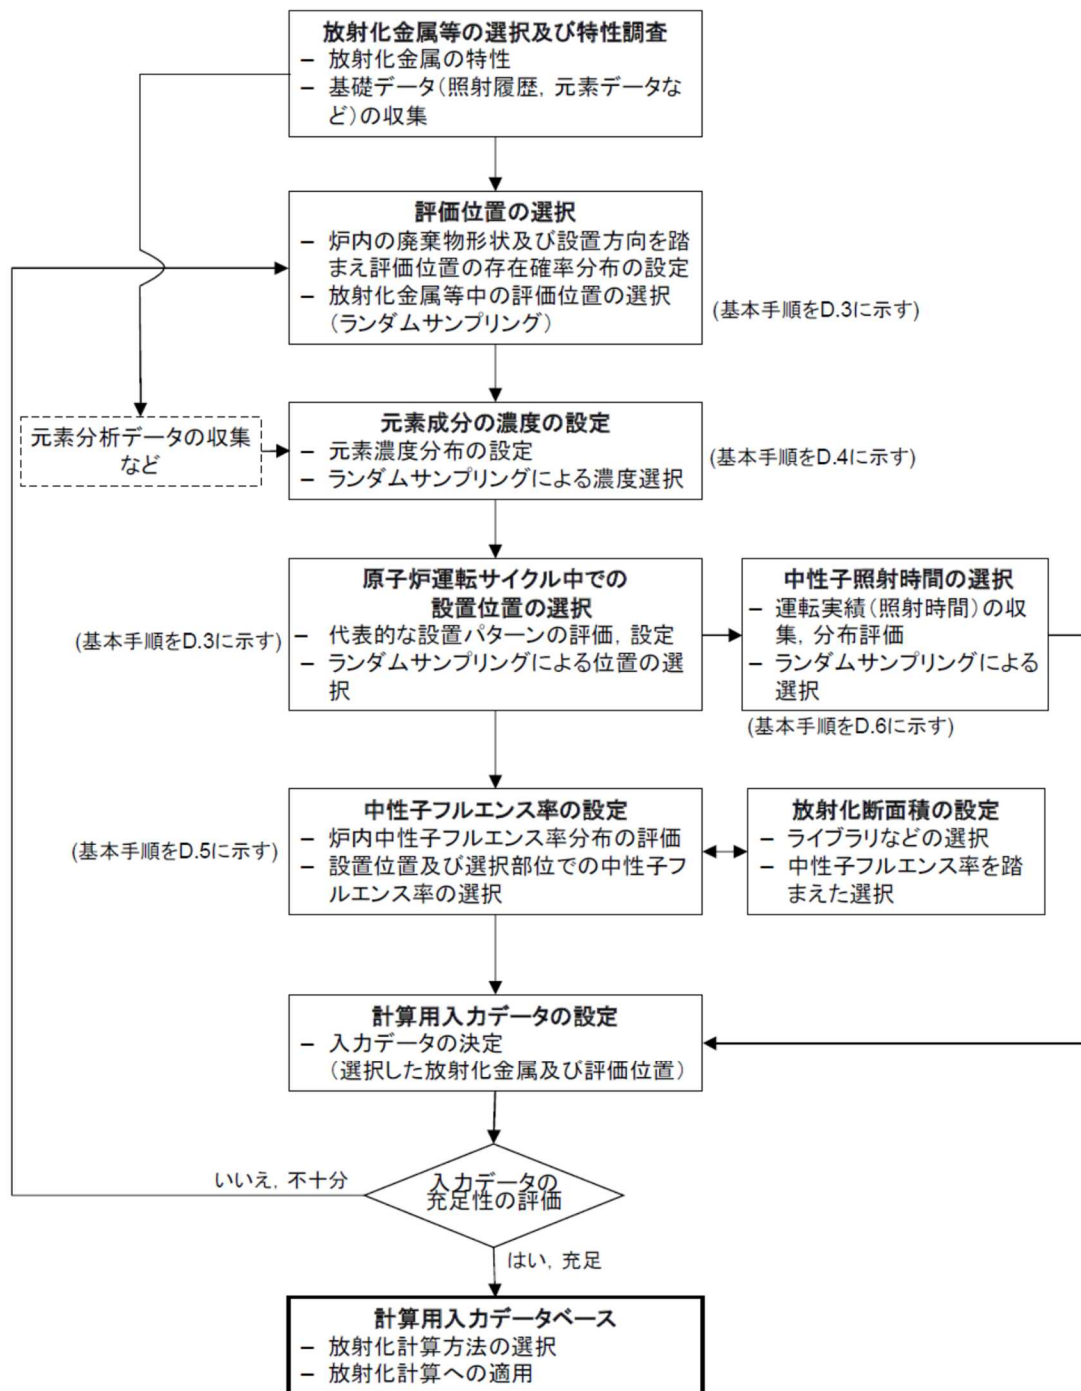 放射化金属等の選択及び特性調査
– 放射化金属の特性
– 基礎データ（照射履歴，元素データな
ど）の収集
評価位置の選択
– 炉内の廃棄物形状及び設置方向を踏
まえ評価位置の存在確率分布の設定
– 放射化金属等中の評価位置の選択
（ランダムサンプリング）
(基本手順をD.3に示す)
元素分析データの収集
など
元素成分の濃度の設定
– 元素濃度分布の設定
– ランダムサンプリングによる濃度選択
(基本手順をD.4に示す)
原子炉運転サイクル中での
設置位置の選択
– 代表的な設置パターンの評価，設定
– ランダムサンプリングによる位置の選
択
(基本手順をD.3に示す)
中性子照射時間の選択
– 運転実績（照射時間）の収
集，分布評価
– ランダムサンプリングによる
選択
(基本手順をD.6に示す)
中性子フルエンス率の設定
– 炉内中性子フルエンス率分布の評価
– 設置位置及び選択部位での中性子フ
ルエンス率の選択
(基本手順をD.5に示す)
放射化断面積の設定
– ライブラリなどの選択
– 中性子フルエンス率を踏
まえた選択
計算用入力データの設定
– 入力データの決定
（選択した放射化金属及び評価位置）
いいえ，不十分
入力データの
充足性の評価
はい，充足
計算用入力データベース
– 放射化計算方法の選択
– 放射化計算への適用